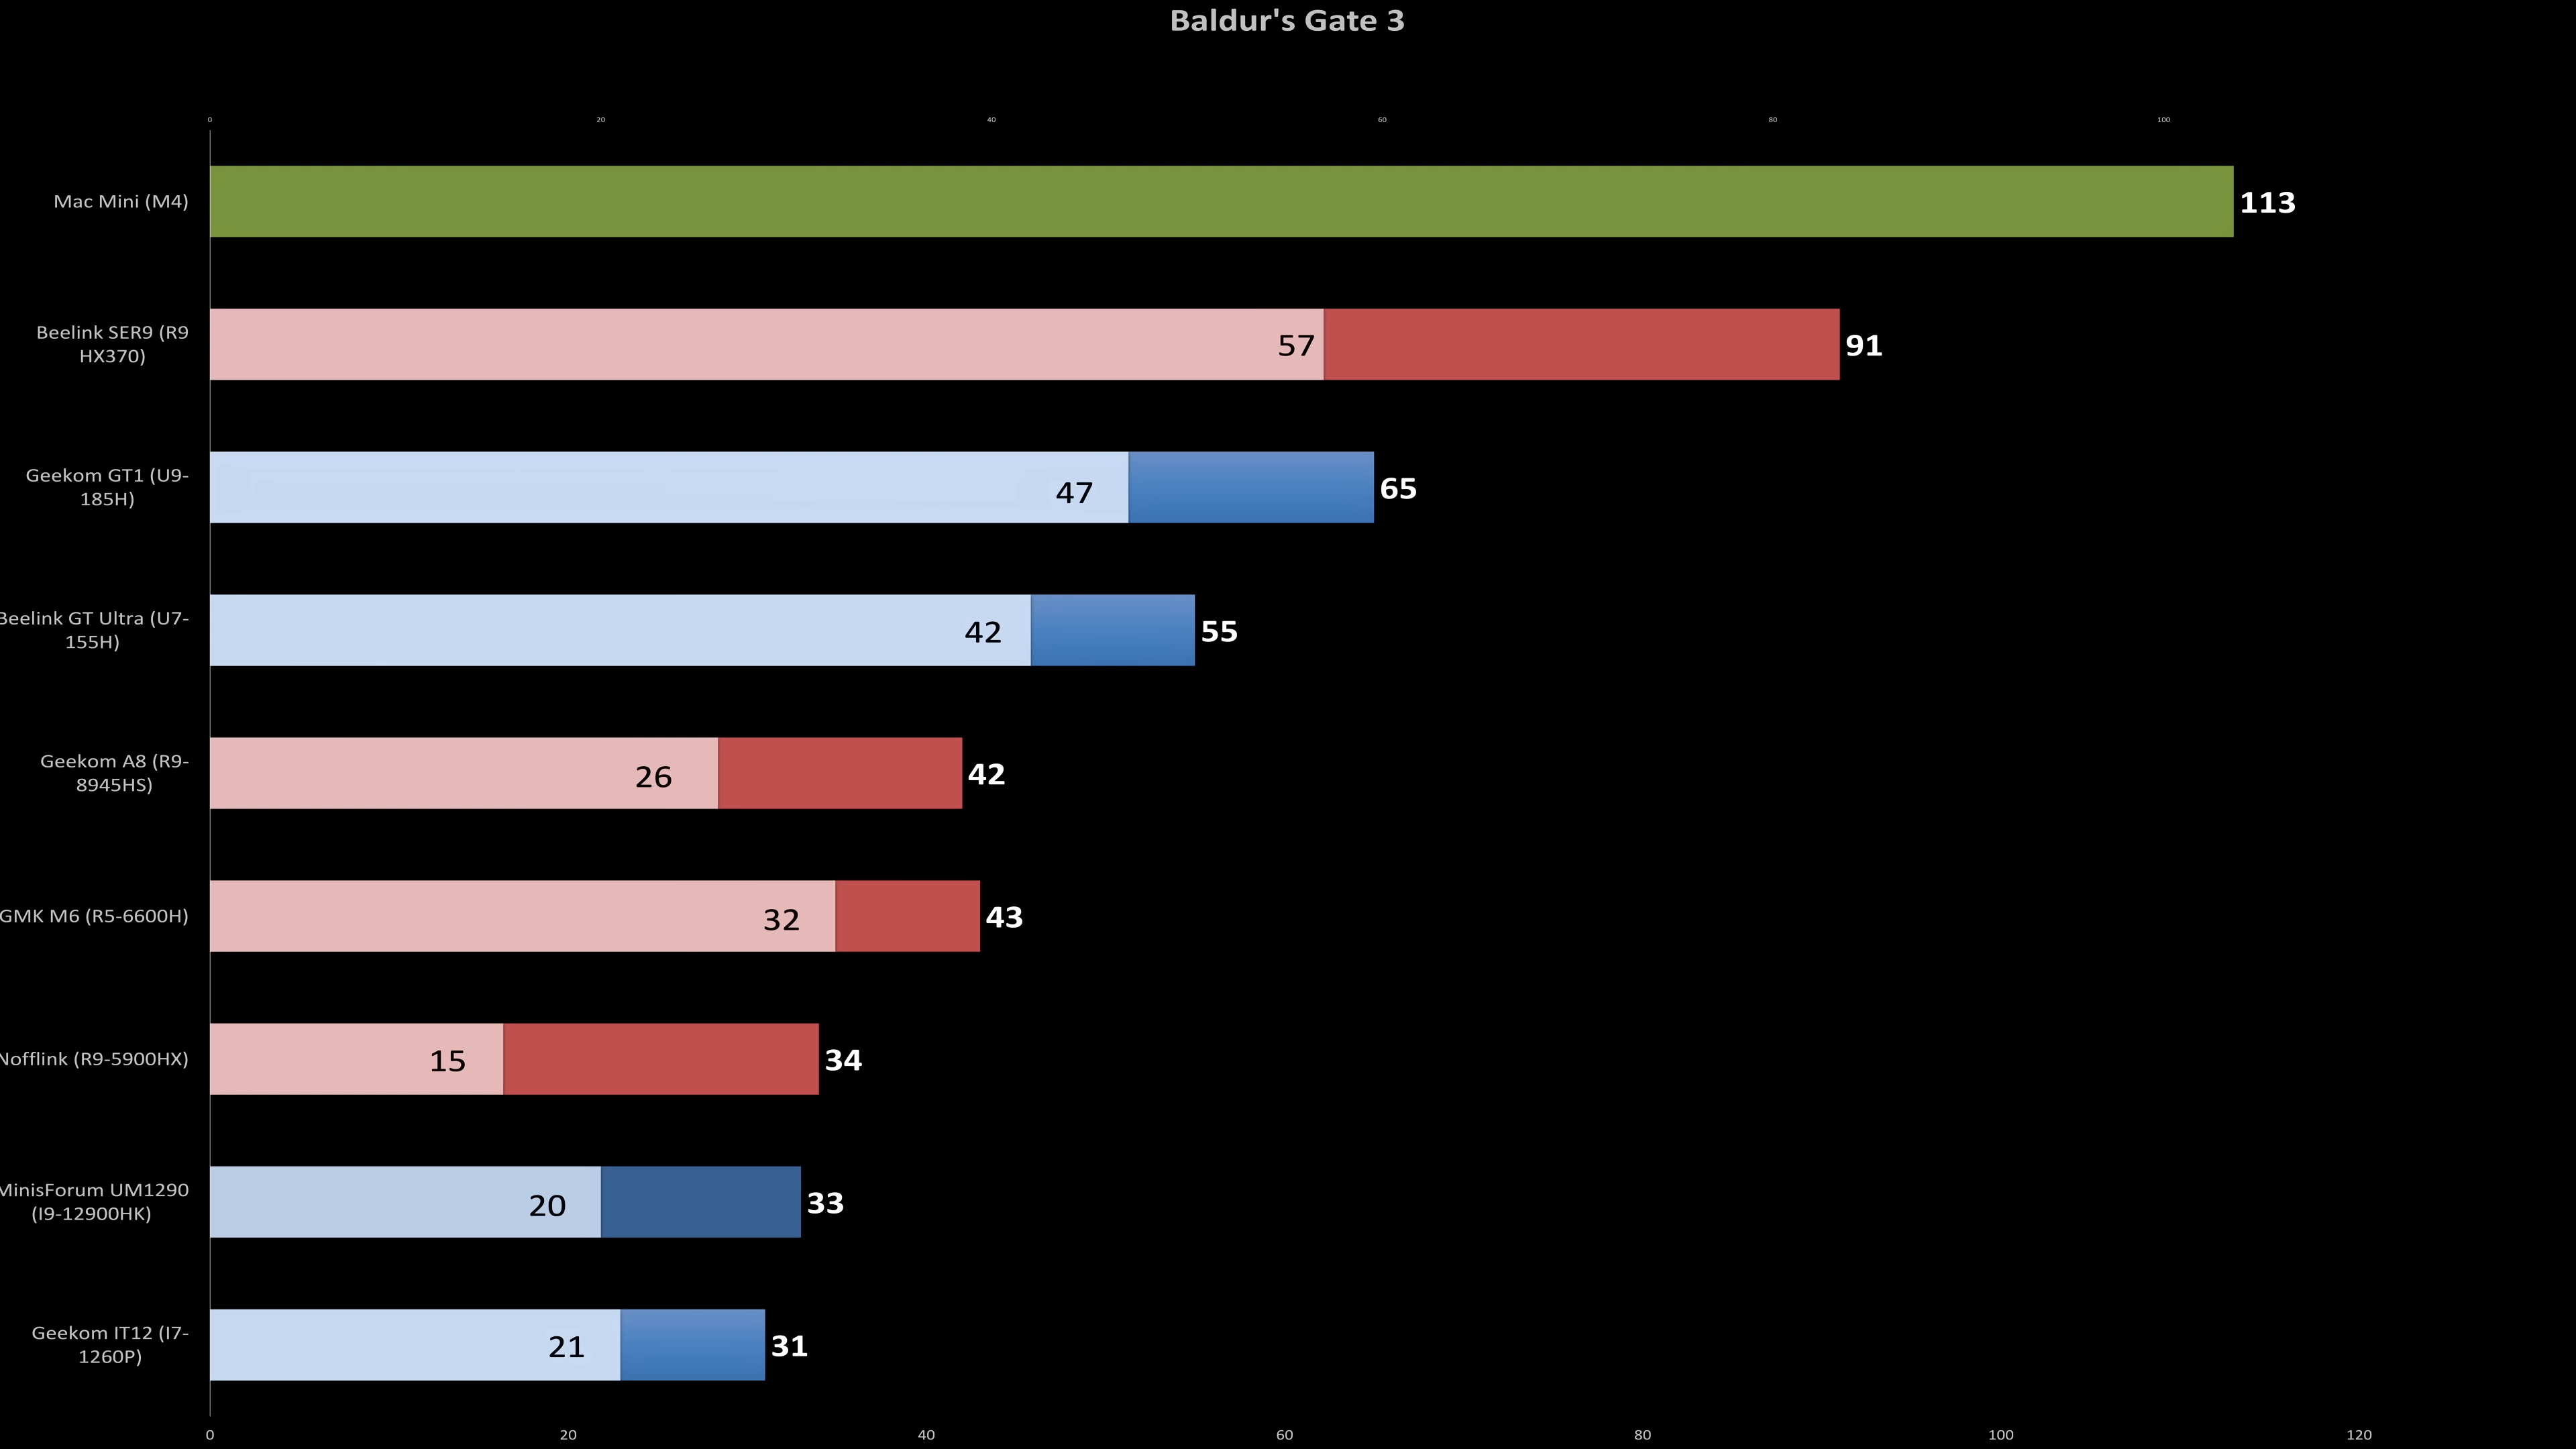 Baldur's Gate 3
0 20 40 60 80 100
Mac Mini (M4)
113
Beelink SER9 (R9
HX370)
57 91
Geekom GT1 (U9-
185H)
47 65
Beelink GT Ultra (U7-
155H)
42 55
Geekom A8 (R9-
8945HS)
26 42
GMK M6 (R5-6600H)
32 43
Nofflink (R9-5900HX)
15 34
MinisForum UM1290
(I9-12900HK)
20 33
Geekom IT12 (I7-
1260P)
21 31
0 20 40 60 80 100 120